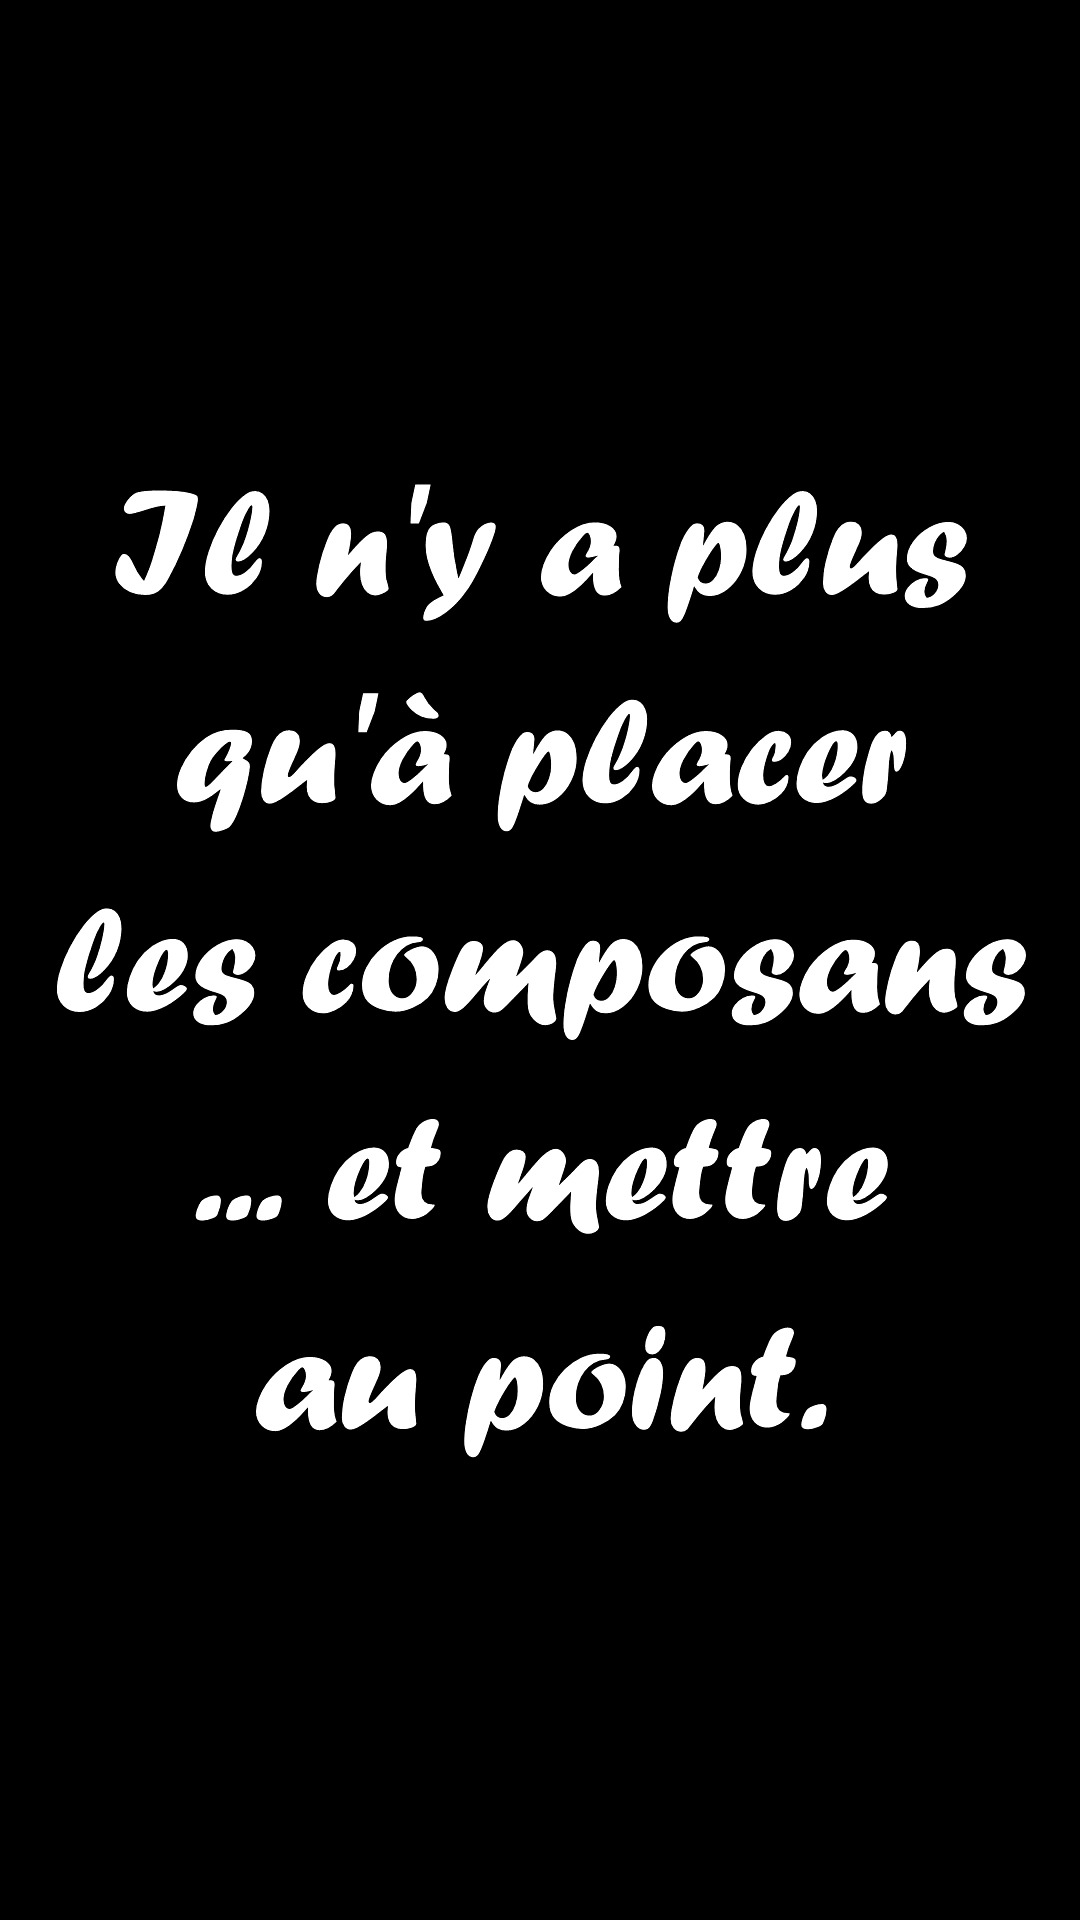 Il n'y a plus
qu'à placer
les composans
... et mettre
au point.